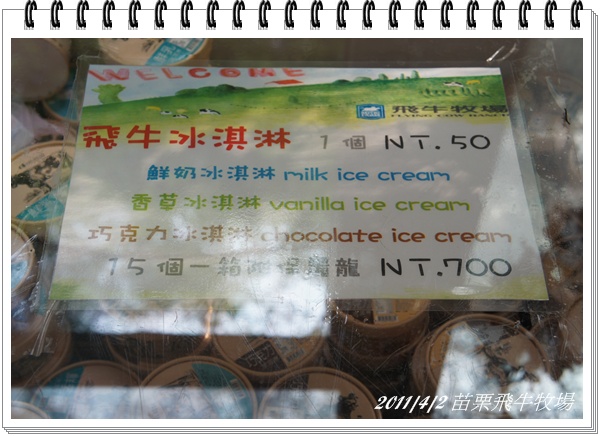 WELCOME
飛牛牧場
FLYING COW RANCH
飛牛冰淇淋 1個 NT.50
鮮奶冰淇淋 milk ice cream
香草冰淇淋 vanilla ice cream
巧克力冰淇淋 chocolate ice cream
15個一箱附保麗龍 NT.700
2011/4/2 苗栗飛牛牧場